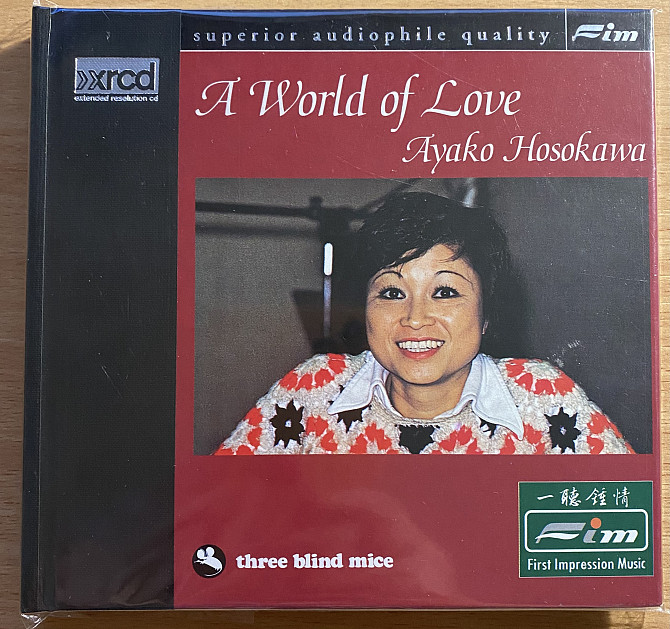 superior audiophile quality
Fim
xrcd
extended resolution cd
A World of Love
Ayako Hosokawa
一聽鍾情
Fim
First Impression Music
three blind mice